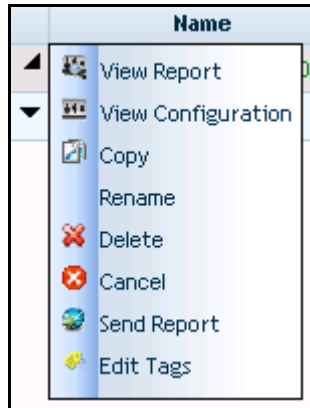 Name
View Report
View Configuration
Copy
Rename
Delete
Cancel
Send Report
Edit Tags